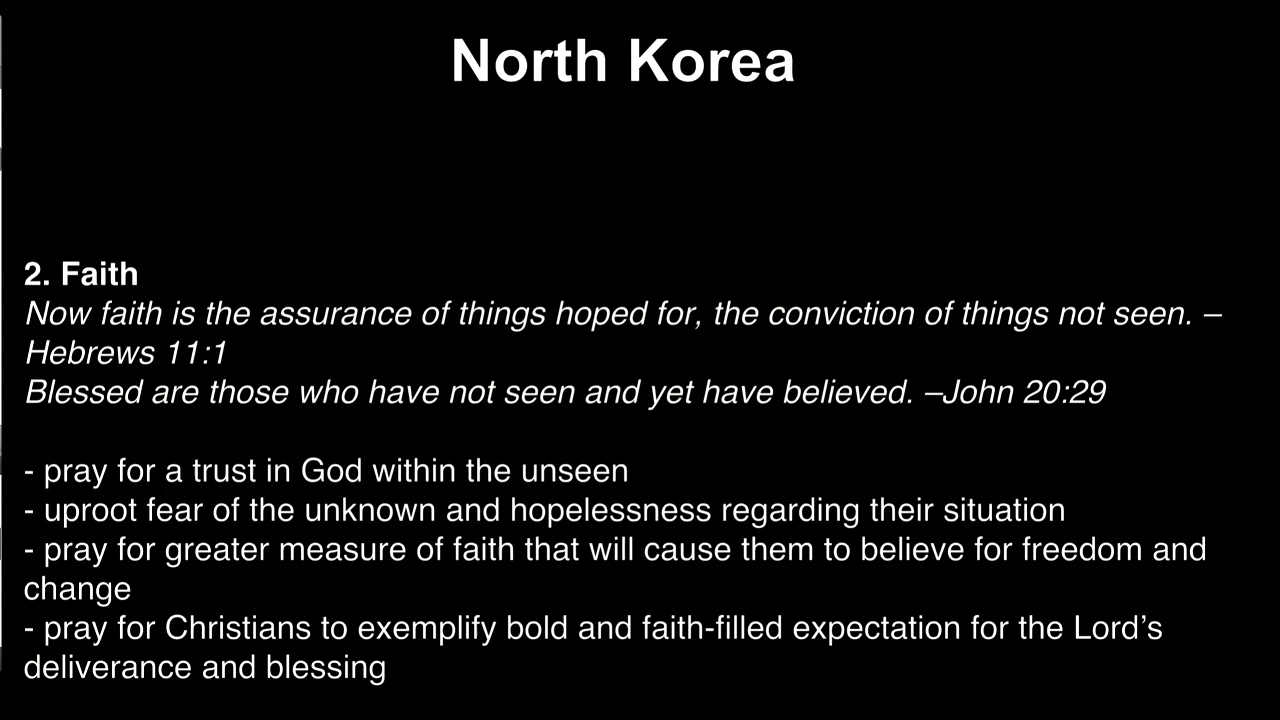 North Korea
2. Faith
Now faith is the assurance of things hoped for, the conviction of things not seen. –
Hebrews 11:1
Blessed are those who have not seen and yet have believed. –John 20:29
- pray for a trust in God within the unseen
- uproot fear of the unknown and hopelessness regarding their situation
- pray for greater measure of faith that will cause them to believe for freedom and
change
- pray for Christians to exemplify bold and faith-filled expectation for the Lord’s
deliverance and blessing